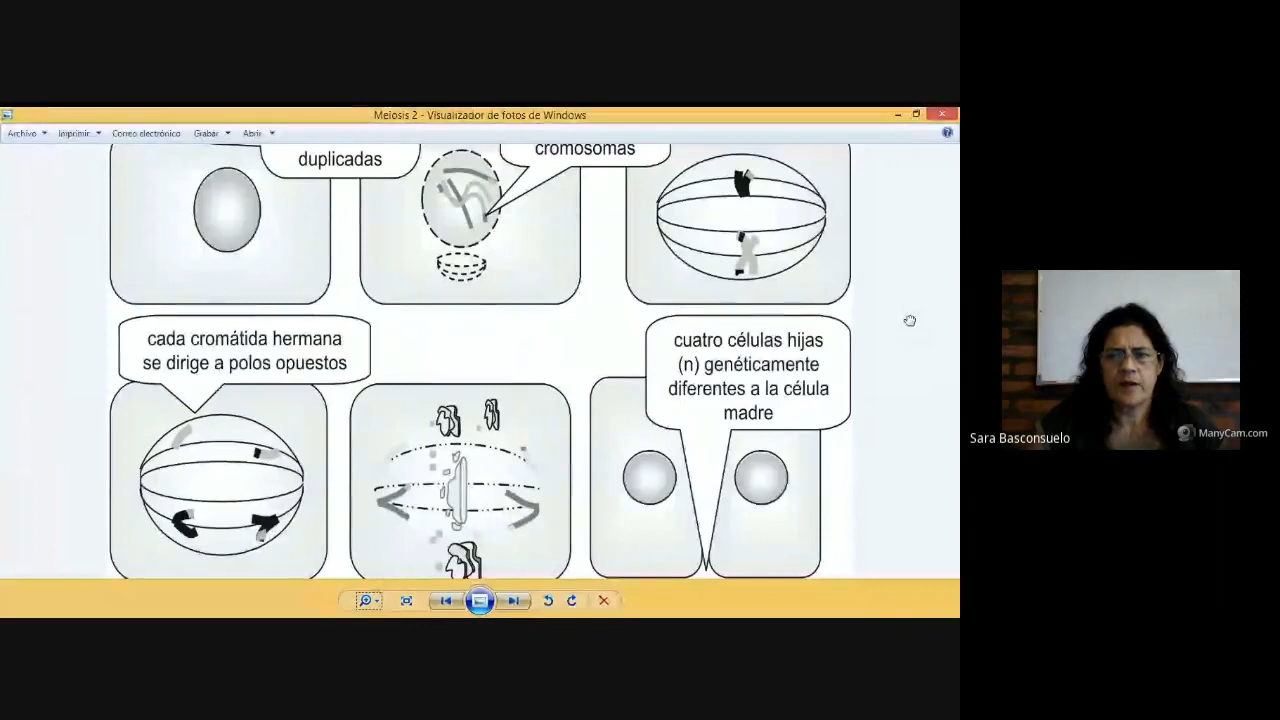 Meiosis 2 - Visualizador de fotos de Windows
Archivo Imprimir Correo electrónico Grabar Abrir
duplicadas
cromosomas
cada cromátida hermana
se dirige a polos opuestos
cuatro células hijas
(n) genéticamente
diferentes a la célula
madre
Sara Basconsuelo
ManyCam.com